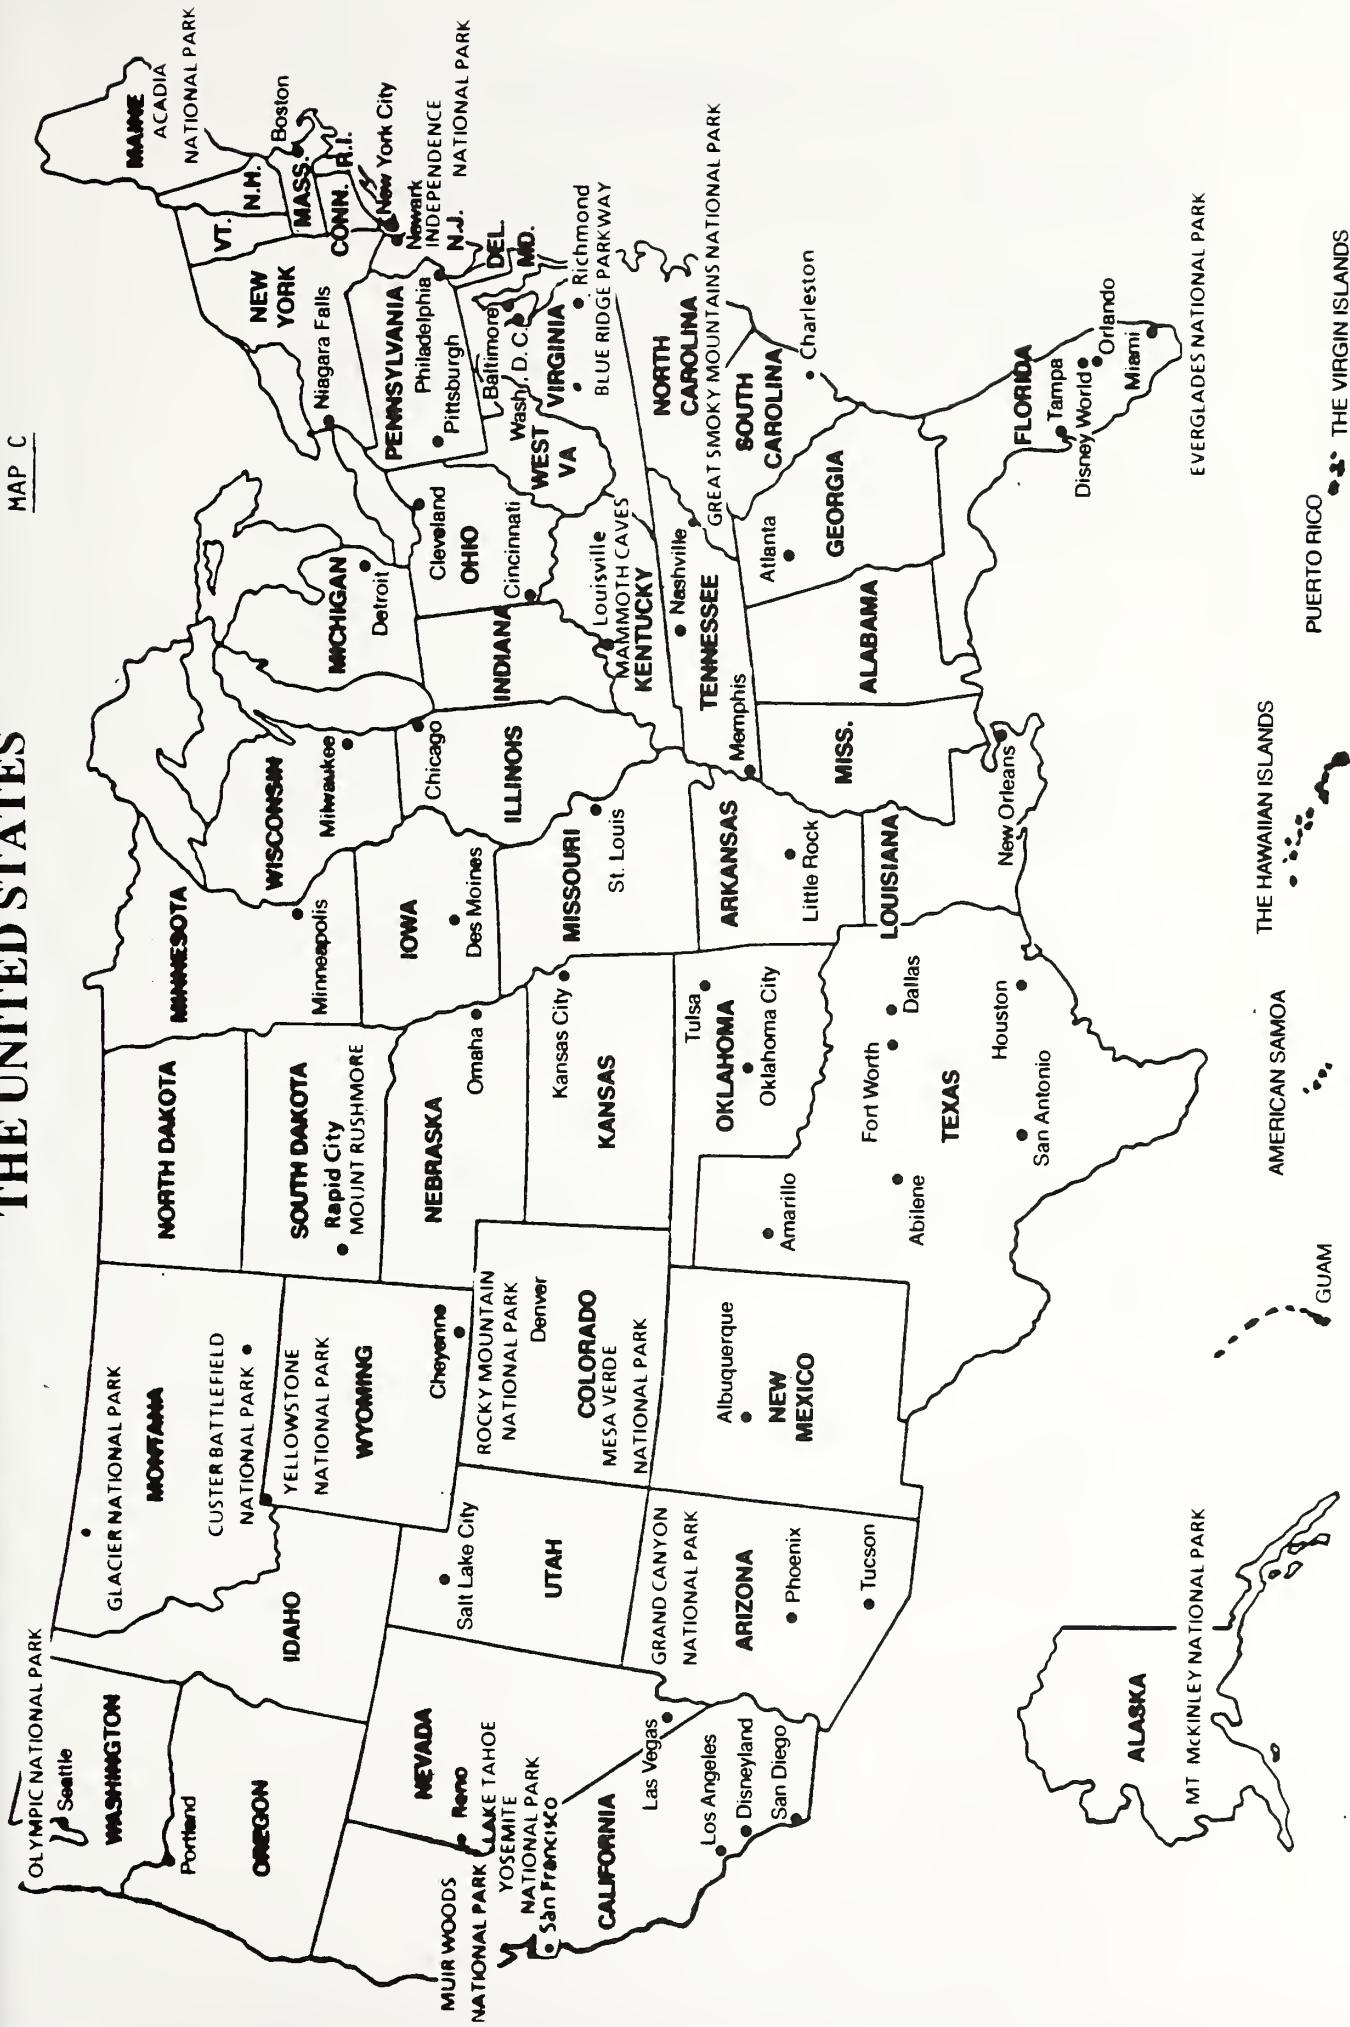 THE UNITED STATES
MAP C
OLYMPIC NATIONAL PARK
Seattle
WASHINGTON
Portland
OREGON
IDAHO
GLACIER NATIONAL PARK
MONTANA
CUSTER BATTLEFIELD
NATIONAL PARK
YELLOWSTONE
NATIONAL PARK
WYOMING
Cheyenne
NORTH DAKOTA
SOUTH DAKOTA
Rapid City
MOUNT RUSHMORE
NEBRASKA
Omaha
MINNESOTA
Minneapolis
WISCONSIN
Milwaukee
IOWA
Des Moines
MICHIGAN
Detroit
Chicago
ILLINOIS
INDIANA
Cleveland
OHIO
Cincinnati
Niagara Falls
NEW
YORK
VT.
N.H.
MAINE
ACADIA
NATIONAL PARK
Boston
MASS.
CONN.
R.I.
New York City
Newark
INDEPENDENCE
NATIONAL PARK
N.J.
PENNSYLVANIA
Philadelphia
Pittsburgh
DEL.
MD.
Baltimore
Wash. D. C.
WEST
VA
VIRGINIA
Richmond
BLUE RIDGE PARKWAY
MUIR WOODS
NATIONAL PARK
NEVADA
Reno
LAKE TAHOE
YOSEMITE
NATIONAL PARK
San Francisco
CALIFORNIA
Las Vegas
Los Angeles
Disneyland
San Diego
Salt Lake City
UTAH
ROCKY MOUNTAIN
NATIONAL PARK
Denver
COLORADO
MESA VERDE
NATIONAL PARK
GRAND CANYON
NATIONAL PARK
ARIZONA
Phoenix
Tucson
Albuquerque
NEW
MEXICO
Kansas City
KANSAS
MISSOURI
St. Louis
Louisville
MAMMOTH CAVES
KENTUCKY
Nashville
TENNESSEE
Memphis
GREAT SMOKY MOUNTAINS NATIONAL PARK
NORTH
CAROLINA
SOUTH
CAROLINA
Charleston
Tulsa
OKLAHOMA
Oklahoma City
ARKANSAS
Little Rock
Amarillo
Fort Worth
Dallas
Abilene
TEXAS
Houston
San Antonio
LOUISIANA
New Orleans
MISS.
ALABAMA
Atlanta
GEORGIA
FLORIDA
Tampa
Disney World
Orlando
Miami
EVERGLADES NATIONAL PARK
ALASKA
MT McKINLEY NATIONAL PARK
GUAM
AMERICAN SAMOA
THE HAWAIIAN ISLANDS
PUERTO RICO
THE VIRGIN ISLANDS